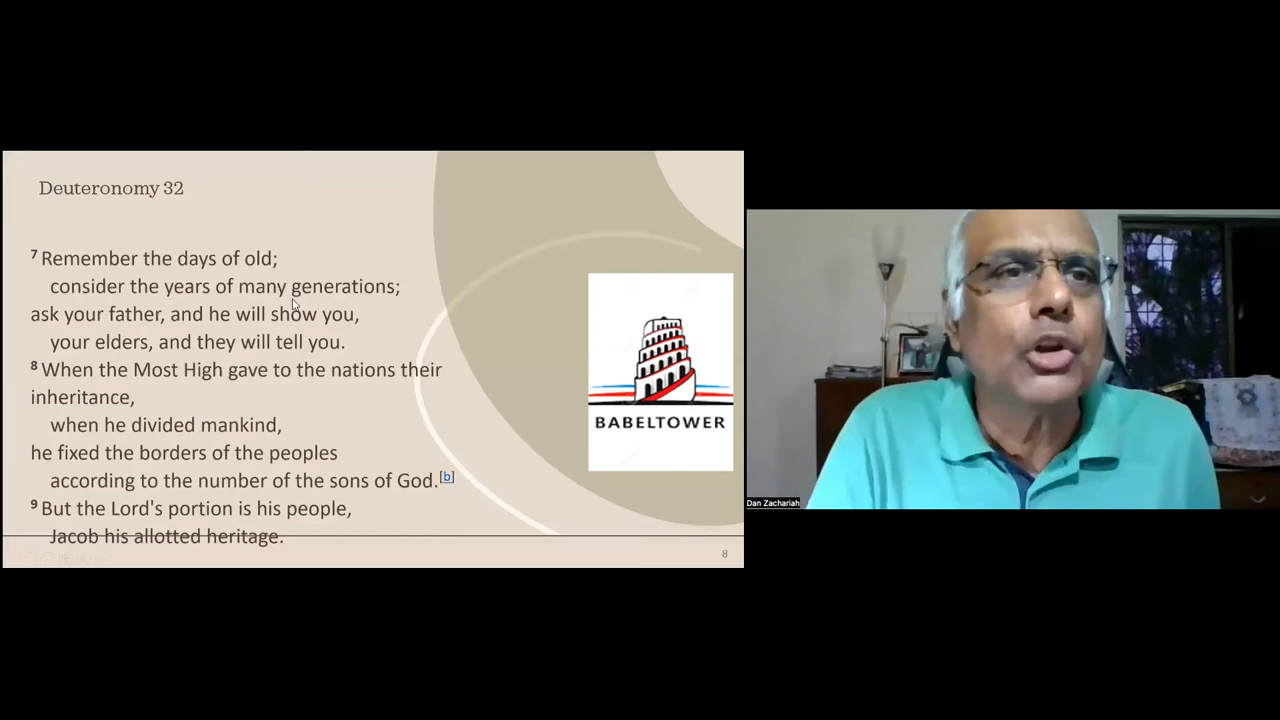 Deuteronomy 32
7 Remember the days of old;
consider the years of many generations;
ask your father, and he will show you,
your elders, and they will tell you.
8 When the Most High gave to the nations their
inheritance,
when he divided mankind,
he fixed the borders of the peoples
according to the number of the sons of God.[b]
9 But the Lord's portion is his people,
Jacob his allotted heritage.
BABELTOWER
8
Dan Zachariah